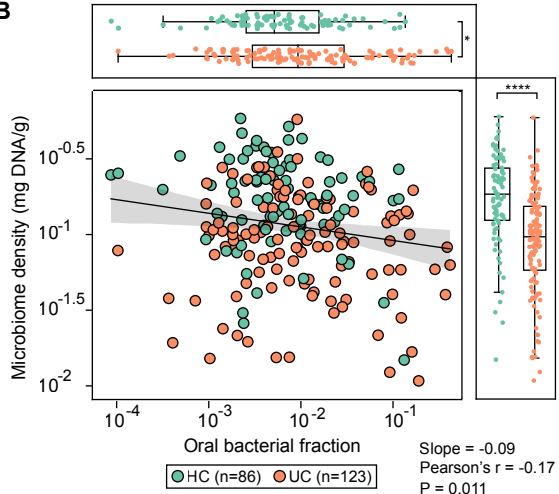 B
*
****
Microbiome density (mg DNA/g)
10^-0.5
10^-1
10^-1.5
10^-2
10^-4
10^-3
10^-2
10^-1
Oral bacterial fraction
HC (n=86) UC (n=123)
Slope = -0.09
Pearson's r = -0.17
P = 0.011